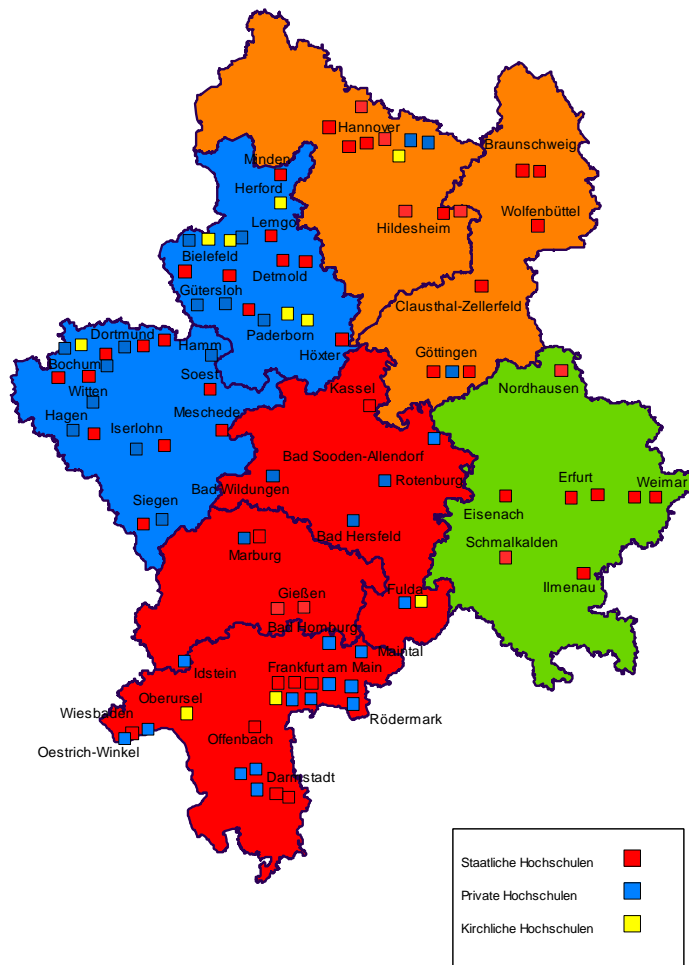 Hannover
Braunschweig
Minden
Herford
Wolfenbüttel
Lemgo
Hildesheim
Bielefeld
Detmold
Gütersloh
Clausthal-Zellerfeld
Paderborn
Dortmund
Hamm
Höxter
Göttingen
Bochum
Soest
Kassel
Nordhausen
Witten
Hagen
Meschede
Iserlohn
Bad Sooden-Allendorf
Bad Wildungen
Rotenburg
Erfurt
Weimar
Siegen
Eisenach
Bad Hersfeld
Schmalkalden
Marburg
Ilmenau
Gießen
Fulda
Bad Homburg
Maintal
Idstein
Frankfurt am Main
Oberursel
Wiesbaden
Rödermark
Oestrich-Winkel
Offenbach
Darmstadt
Staatliche Hochschulen
Private Hochschulen
Kirchliche Hochschulen